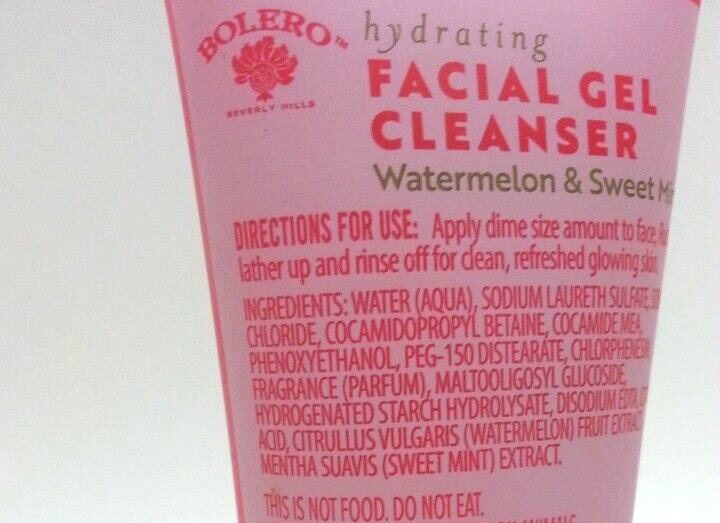 BOLERO™
BEVERLY HILLS
hydrating
FACIAL GEL
CLEANSER
Watermelon & Sweet
DIRECTIONS FOR USE: Apply dime size amount to face,
lather up and rinse off for clean, refreshed glowing skin.
INGREDIENTS: WATER (AQUA), SODIUM LAURETH SULFATE,
CHLORIDE, COCAMIDOPROPYL BETAINE, COCAMIDE MEA,
PHENOXYETHANOL, PEG-150 DISTEARATE,
FRAGRANCE (PARFUM), MALTOOLIGOSYL GLUCOSIDE,
HYDROGENATED STARCH HYDROLYSATE, DISODIUM EDTA,
ACID, CITRULLUS VULGARIS (WATERMELON) FRUIT EXTRACT
MENTHA SUAVIS (SWEET MINT) EXTRACT.
THIS IS NOT FOOD. DO NOT EAT.
ANIMALS